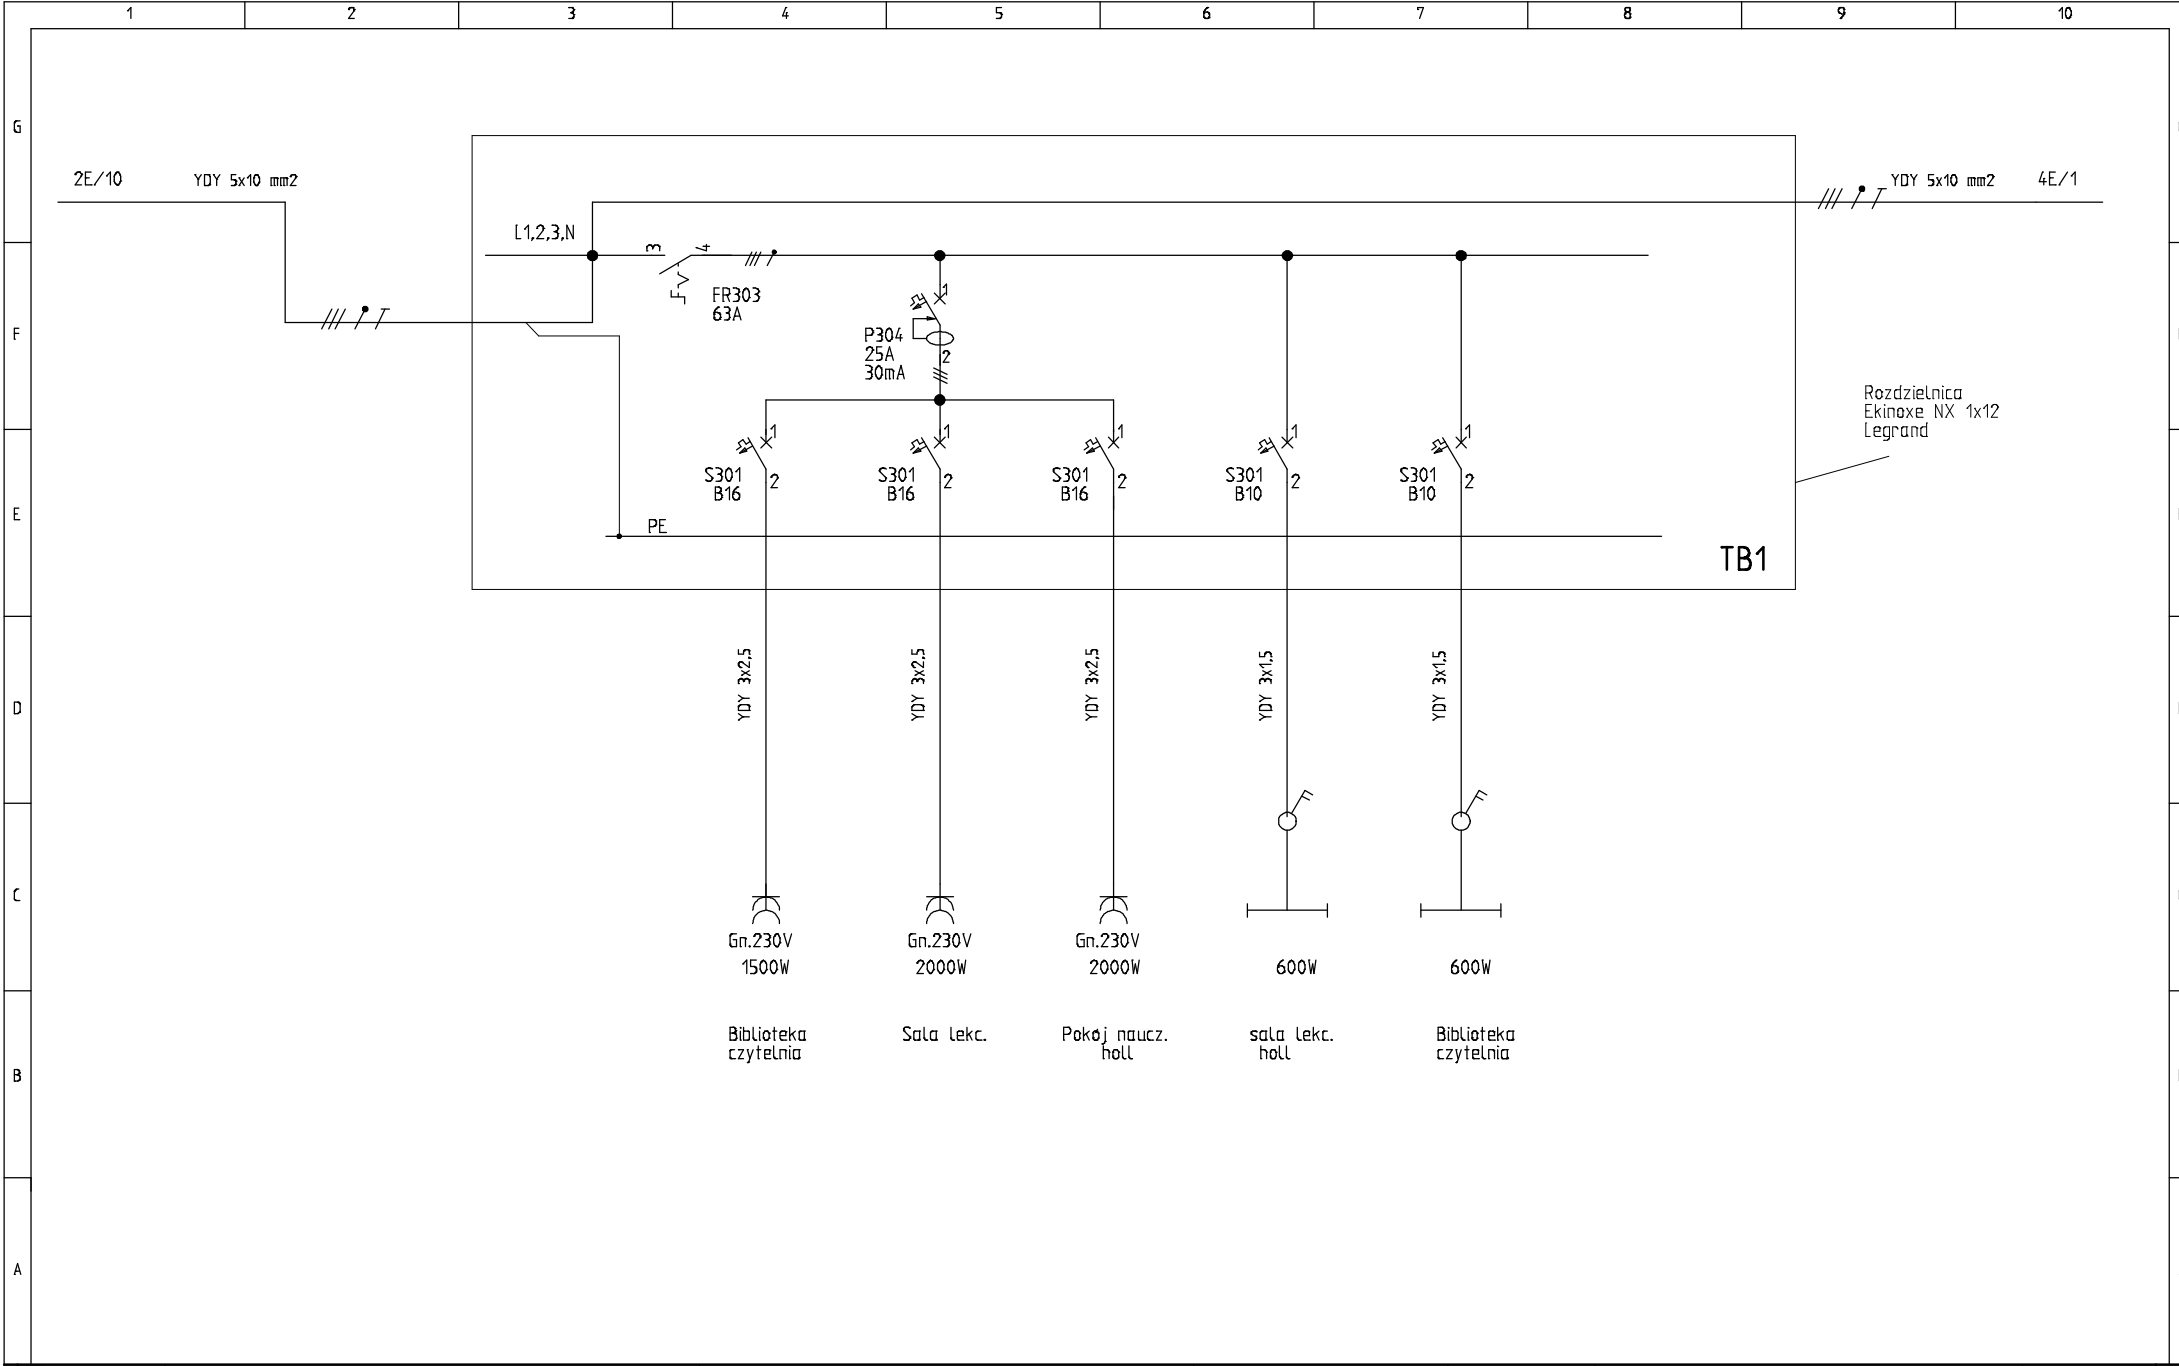 1 2 3 4 5 6 7 8 9 10
G
2E/10 YDY 5x10 mm2
YDY 5x10 mm2 4E/1
L1,2,3,N
3 4
FR303
63A
F
1
P304
25A
30mA
2
Rozdzielnica
Ekinoxe NX 1x12
Legrand
1 1 1 1 1
S301 S301 S301 S301 S301
B16 B16 B16 B10 B10
2 2 2 2 2
E
PE
TB1
YDY 3x2,5 YDY 3x2,5 YDY 3x2,5 YDY 3x1,5 YDY 3x1,5
D
C
Gn.230V Gn.230V Gn.230V
1500W 2000W 2000W 600W 600W
Biblioteka Sala lekc. Pokój naucz. sala lekc. Biblioteka
czytelnia holl holl czytelnia
B
A